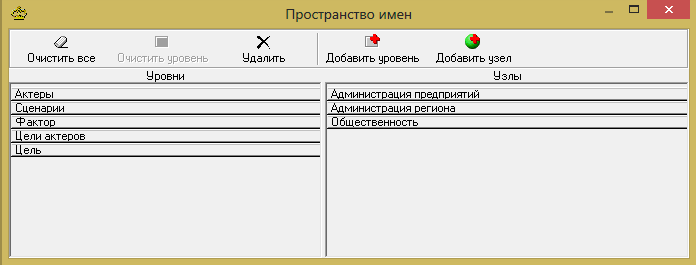 Пространство имен
Очистить все Очистить уровень Удалить Добавить уровень Добавить узел
Уровни Узлы
Актеры Администрация предприятий
Сценарии Администрация региона
Фактор Общественность
Цели актеров
Цель